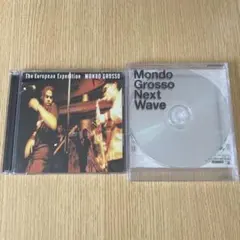 The European Expedition MONDO GROSSO
Mondo
Grosso
Next
Wave